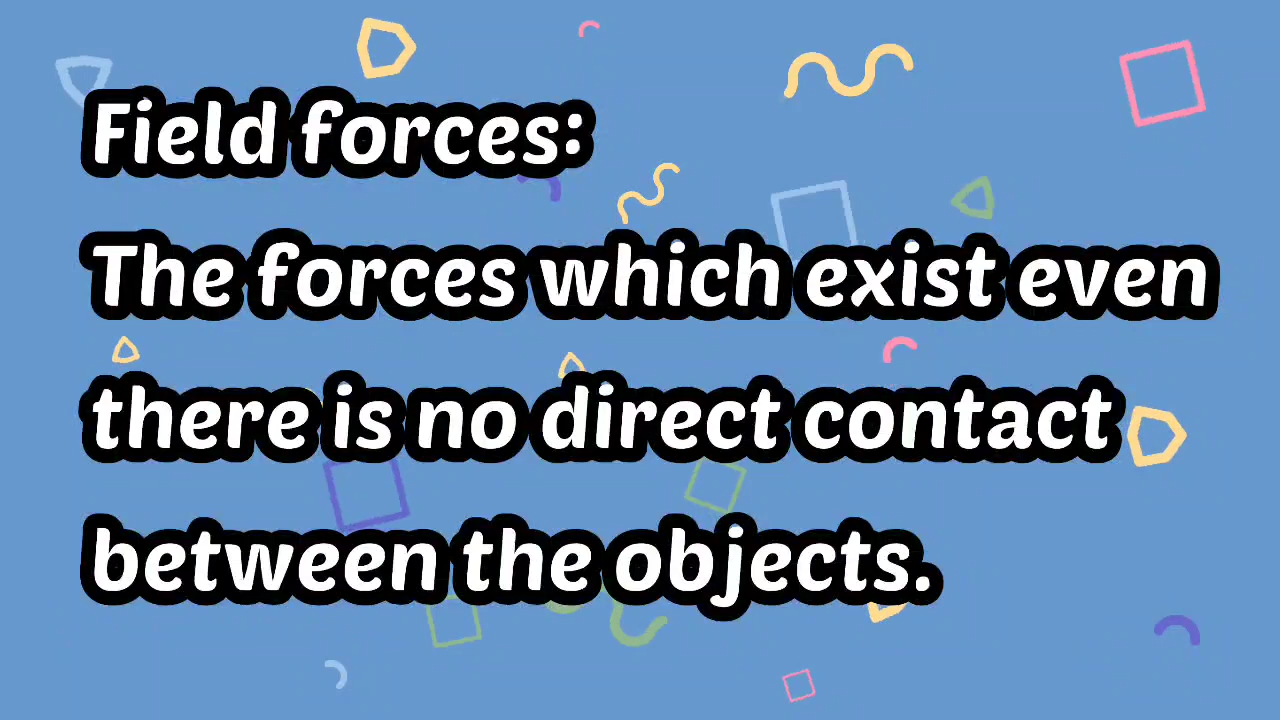 Field forces:
The forces which exist even
there is no direct contact
between the objects.